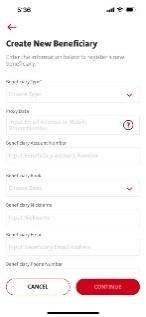 5:36
Create New Beneficiary
Enter the information below to register a new
beneficiary.
Beneficiary Type*
Choose Type
Proxy Data
Input Email Address or Mobile
Phone Number
Beneficiary Account Number
Input Beneficiary Account Number
Beneficiary Bank
Choose Bank
Beneficiary Nickname
Input Nickname
Beneficiary Email
Input Beneficiary Email Address
Beneficiary Phone Number
CANCEL
CONTINUE